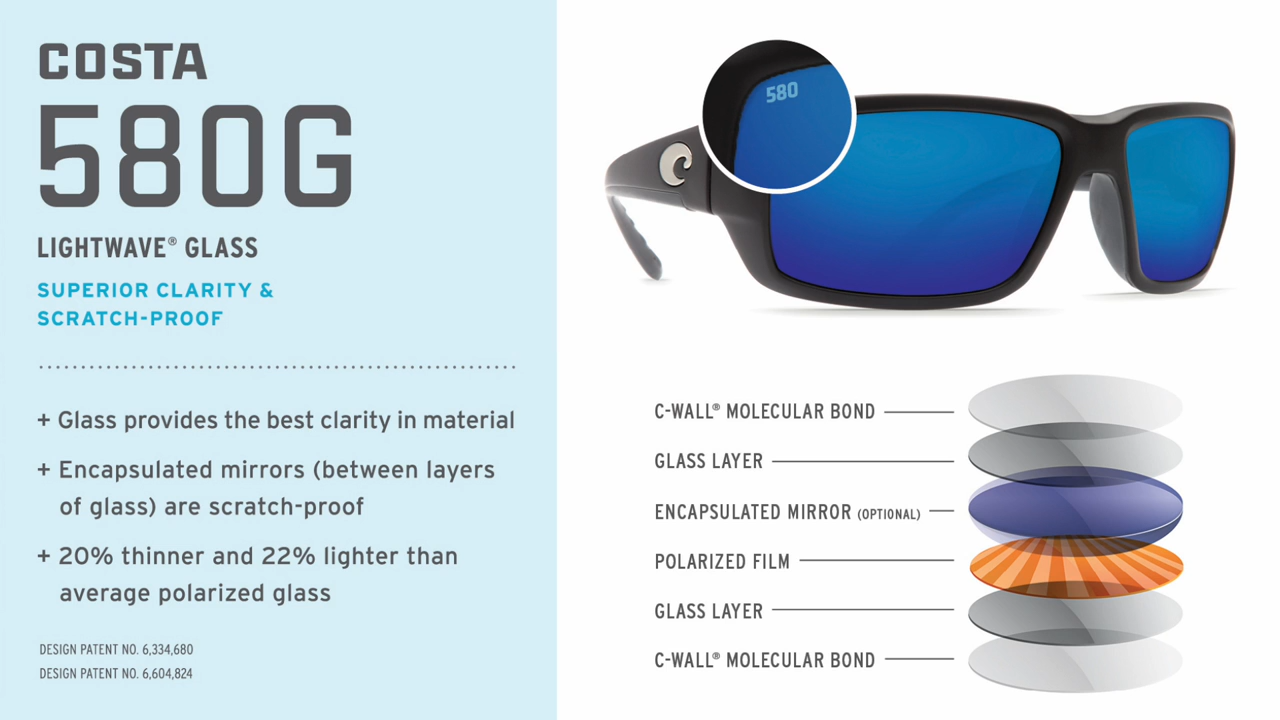 COSTA
580G
LIGHTWAVE® GLASS
SUPERIOR CLARITY &
SCRATCH-PROOF
+ Glass provides the best clarity in material
+ Encapsulated mirrors (between layers
of glass) are scratch-proof
+ 20% thinner and 22% lighter than
average polarized glass
DESIGN PATENT NO. 6,334,680
DESIGN PATENT NO. 6,604,824
580
C-WALL® MOLECULAR BOND
GLASS LAYER
ENCAPSULATED MIRROR (OPTIONAL)
POLARIZED FILM
GLASS LAYER
C-WALL® MOLECULAR BOND